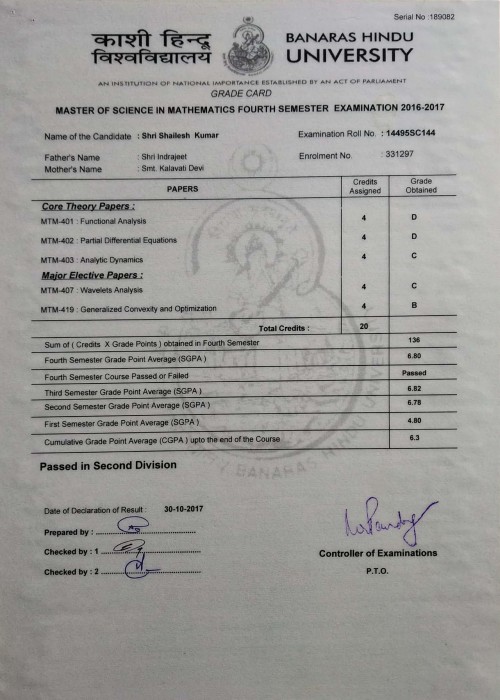 Serial No :189082
काशी हिन्दू
विश्वविद्यालय
BANARAS HINDU
UNIVERSITY
AN INSTITUTION OF NATIONAL IMPORTANCE ESTABLISHED BY AN ACT OF PARLIAMENT
GRADE CARD
MASTER OF SCIENCE IN MATHEMATICS FOURTH SEMESTER EXAMINATION 2016-2017
Name of the Candidate : Shri Shailesh Kumar Examination Roll No. : 14495SC144
Father's Name : Shri Indrajeet Enrolment No. : 331297
Mother's Name : Smt. Kalavati Devi
PAPERS Credits Assigned Grade Obtained
Core Theory Papers :
MTM-401 : Functional Analysis 4 D
MTM-402 : Partial Differential Equations 4 D
MTM-403 : Analytic Dynamics 4 C
Major Elective Papers :
MTM-407 : Wavelets Analysis 4 C
MTM-419 : Generalized Convexity and Optimization 4 B
Total Credits : 20
Sum of ( Credits X Grade Points ) obtained in Fourth Semester 136
Fourth Semester Grade Point Average (SGPA ) 6.80
Fourth Semester Course Passed or Failed Passed
Third Semester Grade Point Average (SGPA ) 6.82
Second Semester Grade Point Average (SGPA ) 6.78
First Semester Grade Point Average (SGPA ) 4.80
Cumulative Grade Point Average (CGPA ) upto the end of the Course 6.3
BANARAS HINDU UNIVERSITY
Passed in Second Division
Date of Declaration of Result : 30-10-2017
Prepared by :
Checked by : 1
Checked by : 2
Controller of Examinations
P.T.O.